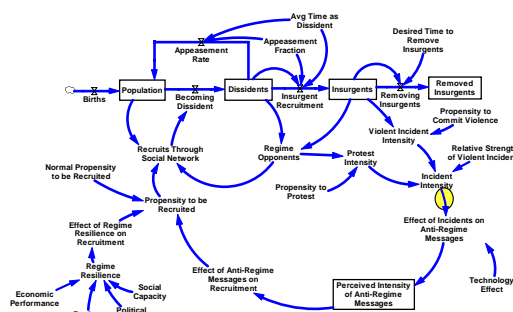 Avg Time as
Dissident
Desired Time to
Remove
Insurgents
Appeasement
Rate
Appeasement
Fraction
Births
Population
Becoming
Dissident
Dissidents
Insurgent
Recruitment
Insurgents
Removing
Insurgents
Removed
Insurgents
Propensity to
Commit Violence
Violent Incident
Intensity
Recruits Through
Social Network
Regime
Opponents
Protest
Intensity
Relative
of Violent
Normal Propensity
to be Recruited
Incident
Intensity
Propensity to
Protest
Propensity to be
Recruited
Effect of Regime
Resilience on
Recruitment
Effect of Incidents on
Anti-Regime
Messages
Regime
Resilience
Effect of Anti-Regime
Messages on
Recruitment
Technology
Effect
Economic
Performance
Social
Capacity
Perceived Intensity
of Anti-Regime
Messages
Political